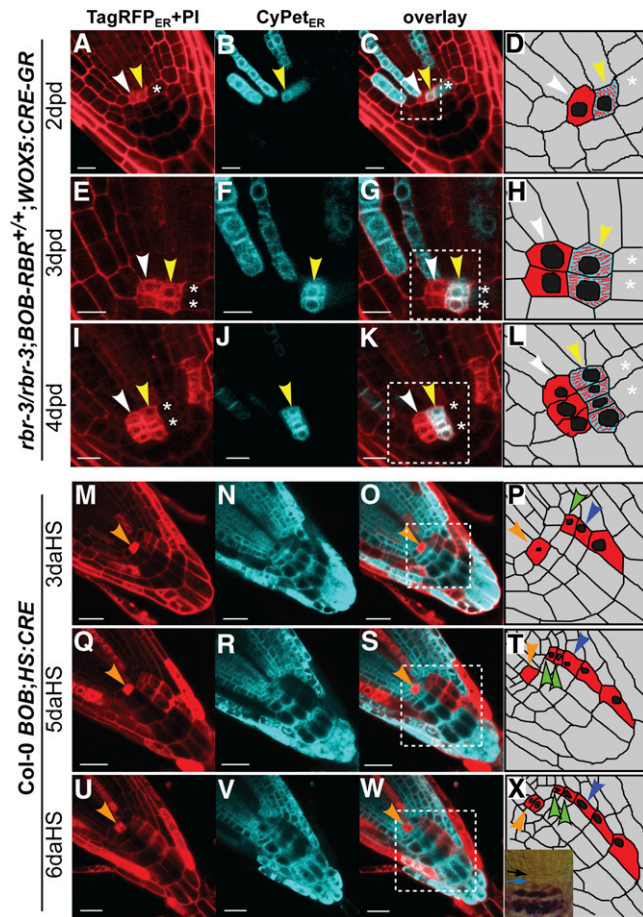 TagRFPER+PI CyPetER overlay
rbr-3/rbr-3;BOB-RBR+/+;WOX5:CRE-GR
2dpd
A B C D
* * *
3dpd
E F G H
* * *
* * *
4dpd
I J K L
* * *
* * *
Col-0 BOB;HS:CRE
3daHS
M N O P
5daHS
Q R S T
6daHS
U V W X